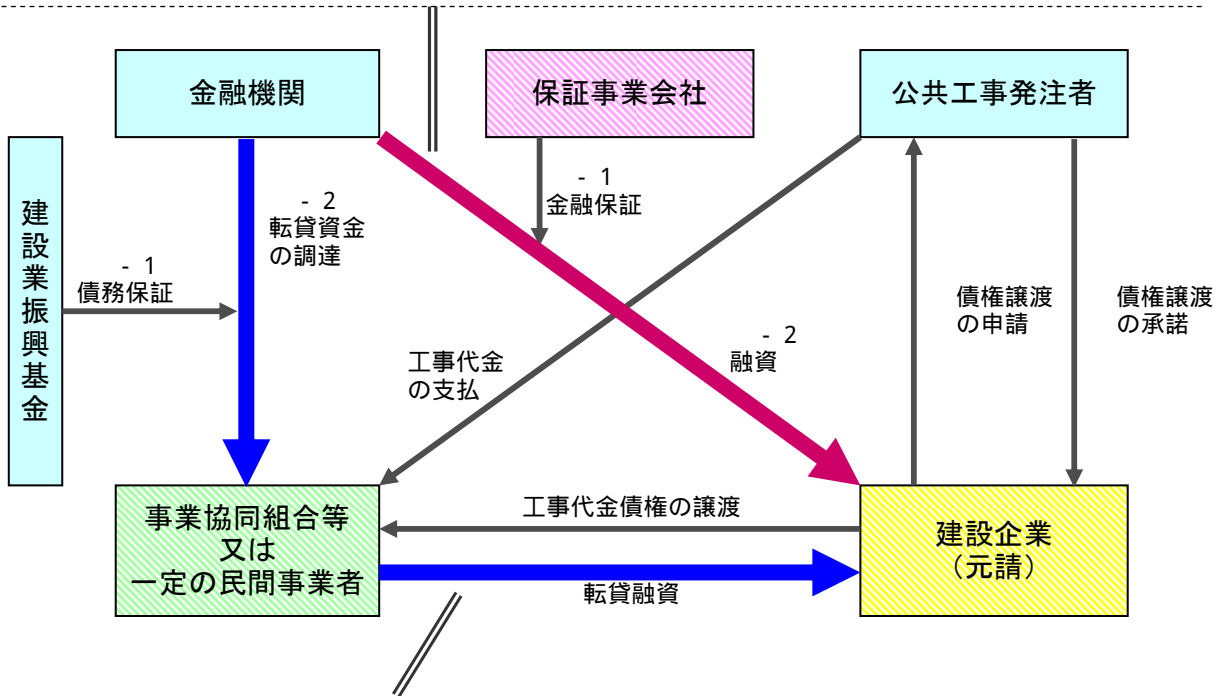 金融機関
保証事業会社
公共工事発注者
建設業振興基金
- 1
債務保証
- 2
転貸資金
の調達
- 1
金融保証
工事代金
の支払
- 2
融資
債権譲渡
の申請
債権譲渡
の承諾
事業協同組合等
又は
一定の民間事業者
工事代金債権の譲渡
転貸融資
建設企業
（元請）